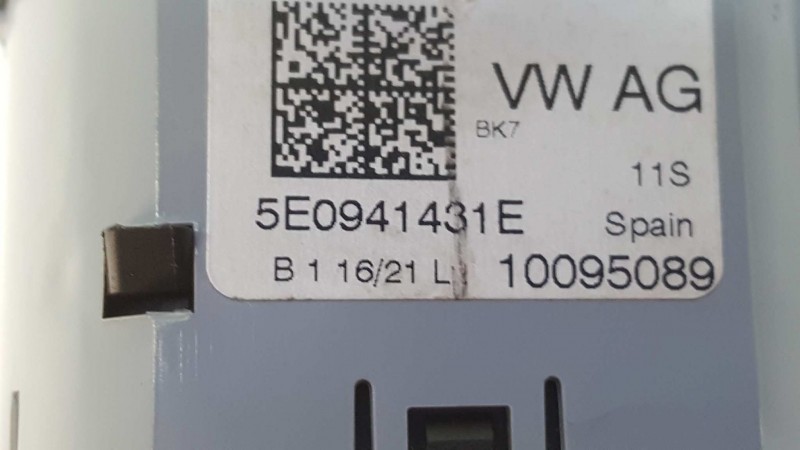 VW AG
BK7
11S
5E0941431E Spain
B 1 16/21 L 10095089